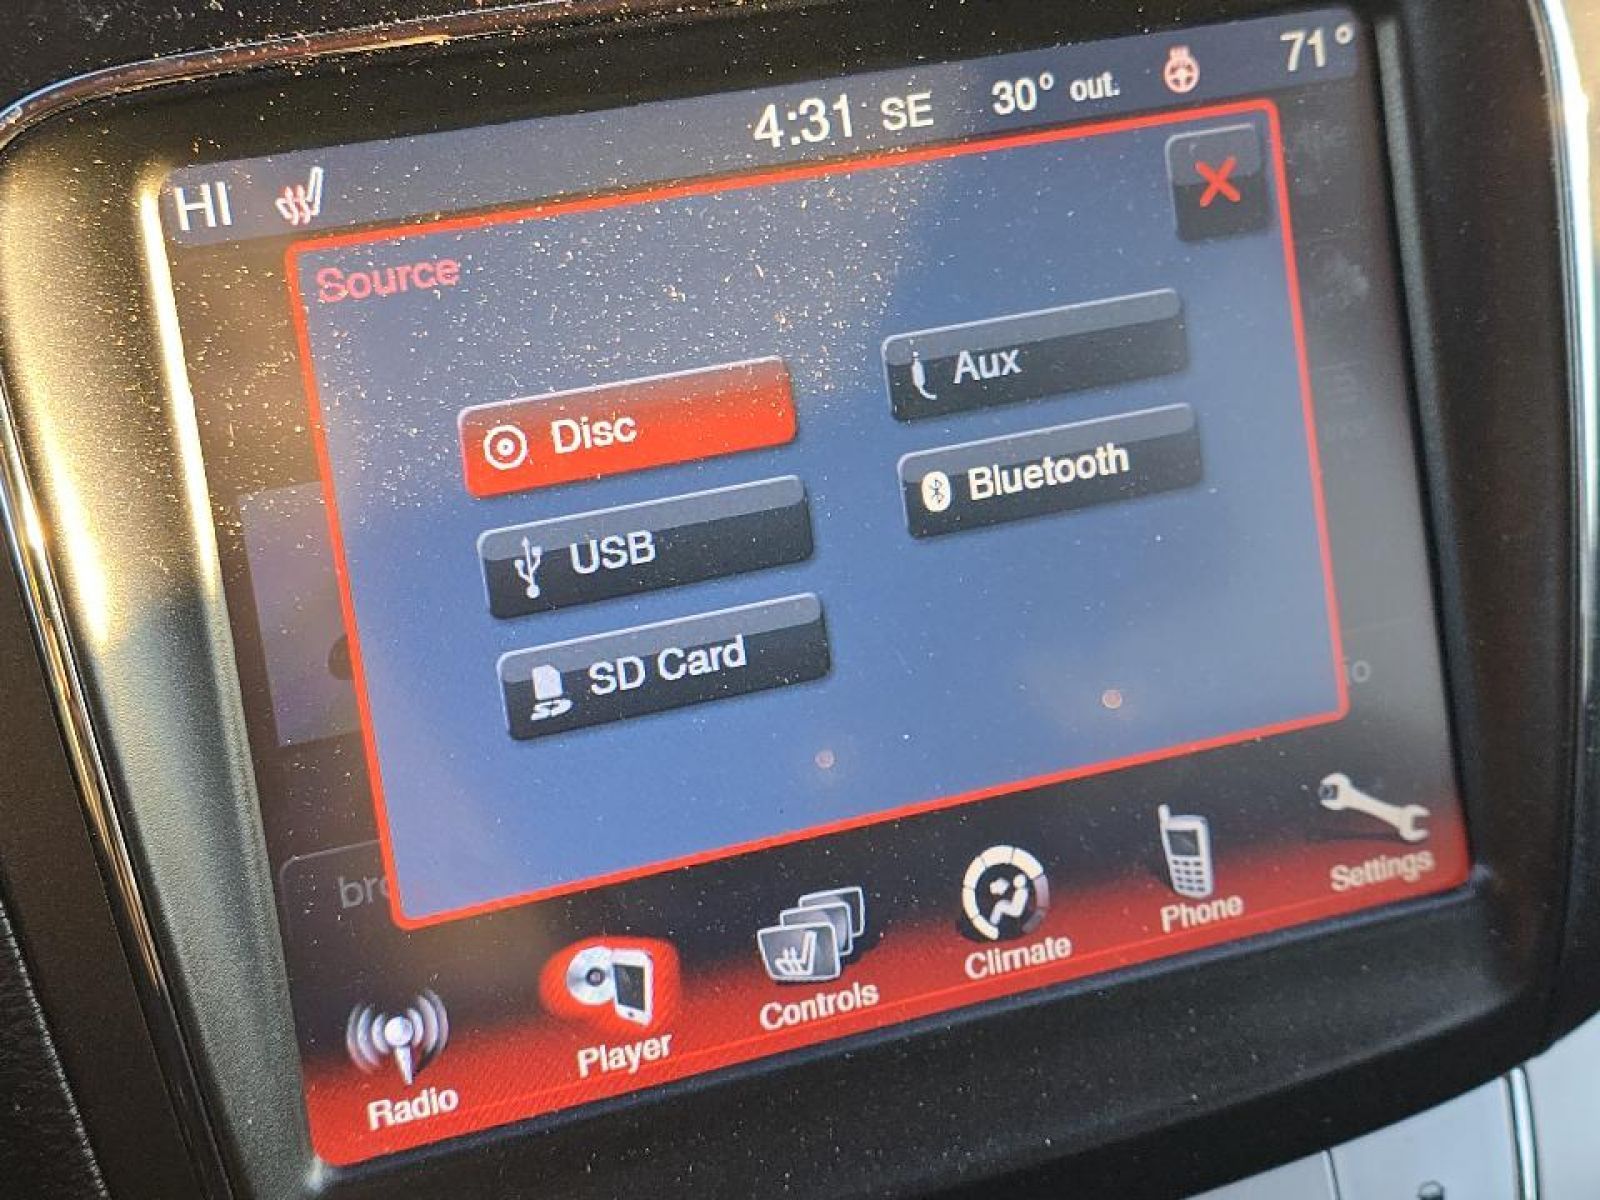 HI 4:31 SE 30° out. 71°
Source
Disc
Aux
USB
Bluetooth
SD Card
Radio
Player
Controls
Climate
Phone
Settings